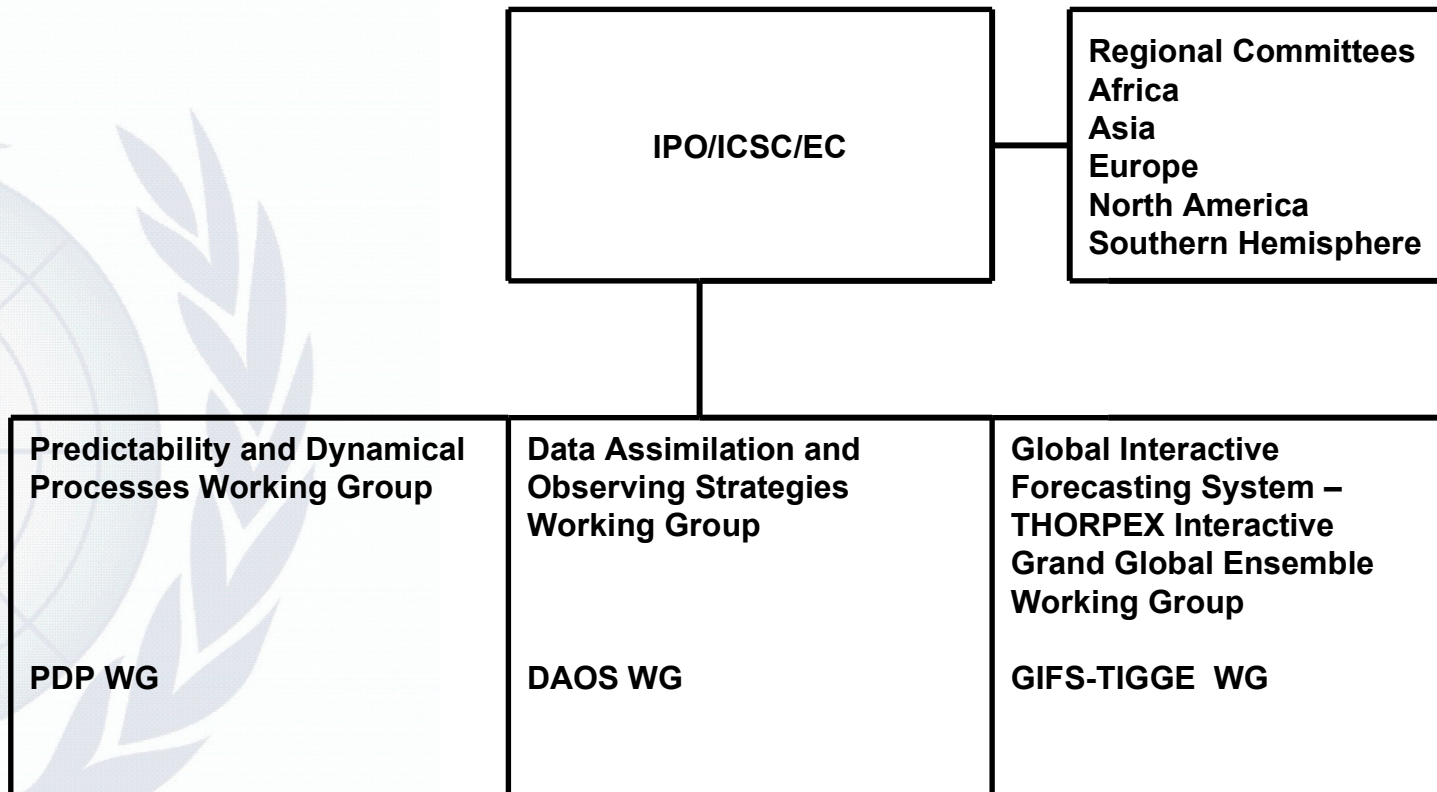 IPO/ICSC/EC
Regional Committees
Africa
Asia
Europe
North America
Southern Hemisphere
Predictability and Dynamical
Processes Working Group
PDP WG
Data Assimilation and
Observing Strategies
Working Group
DAOS WG
Global Interactive
Forecasting System –
THORPEX Interactive
Grand Global Ensemble
Working Group
GIFS-TIGGE WG